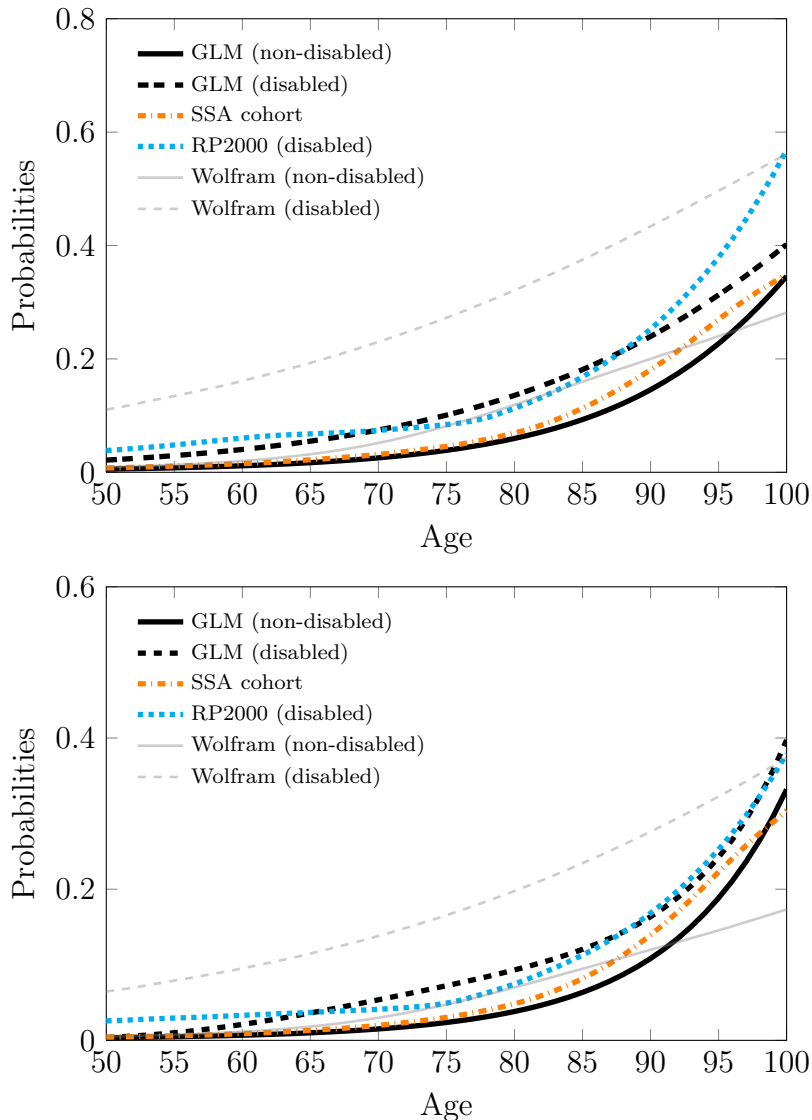 0.8
GLM (non-disabled)
GLM (disabled)
SSA cohort
RP2000 (disabled)
Wolfram (non-disabled)
Wolfram (disabled)
0.6
0.4
0.2
0
Probabilities
50 55 60 65 70 75 80 85 90 95 100
Age
0.6
GLM (non-disabled)
GLM (disabled)
SSA cohort
RP2000 (disabled)
Wolfram (non-disabled)
Wolfram (disabled)
0.4
0.2
0
Probabilities
50 55 60 65 70 75 80 85 90 95 100
Age